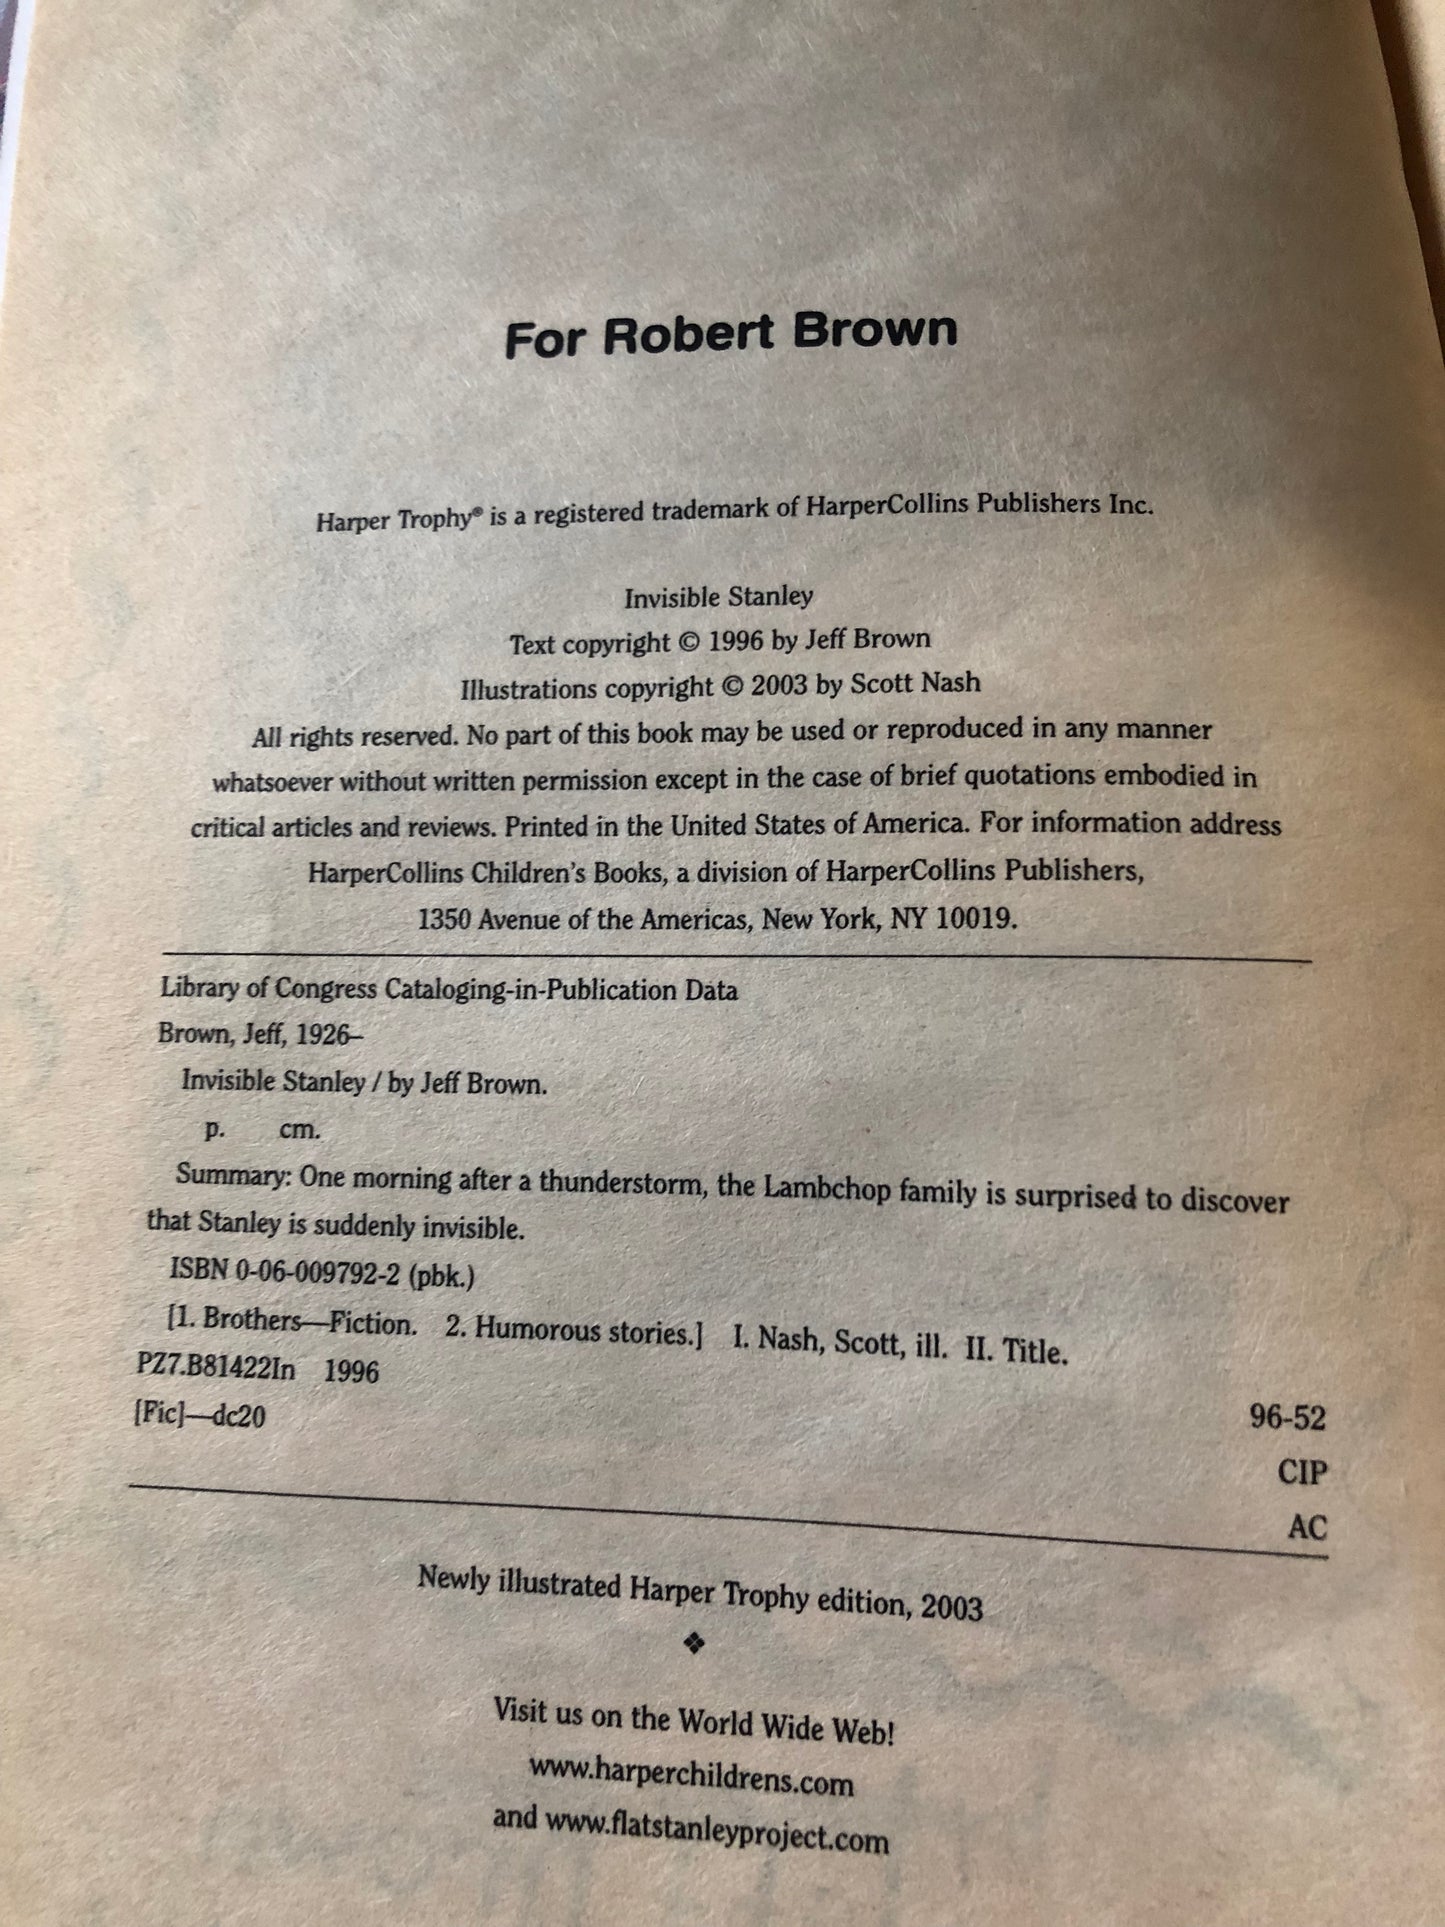 For Robert Brown
Harper Trophy® is a registered trademark of HarperCollins Publishers Inc.
Invisible Stanley
Text copyright © 1996 by Jeff Brown
Illustrations copyright © 2003 by Scott Nash
All rights reserved. No part of this book may be used or reproduced in any manner
whatsoever without written permission except in the case of brief quotations embodied in
critical articles and reviews. Printed in the United States of America. For information address
HarperCollins Children's Books, a division of HarperCollins Publishers,
1350 Avenue of the Americas, New York, NY 10019.
Library of Congress Cataloging-in-Publication Data
Brown, Jeff, 1926–
Invisible Stanley / by Jeff Brown.
p. cm.
Summary: One morning after a thunderstorm, the Lambchop family is surprised to discover
that Stanley is suddenly invisible.
ISBN 0-06-009792-2 (pbk.)
[1. Brothers—Fiction. 2. Humorous stories.] I. Nash, Scott, ill. II. Title.
PZ7.B81422In 1996
[Fic]—dc20
96-52
CIP
AC
Newly illustrated Harper Trophy edition, 2003
❖
Visit us on the World Wide Web!
www.harperchildrens.com
and www.flatstanleyproject.com